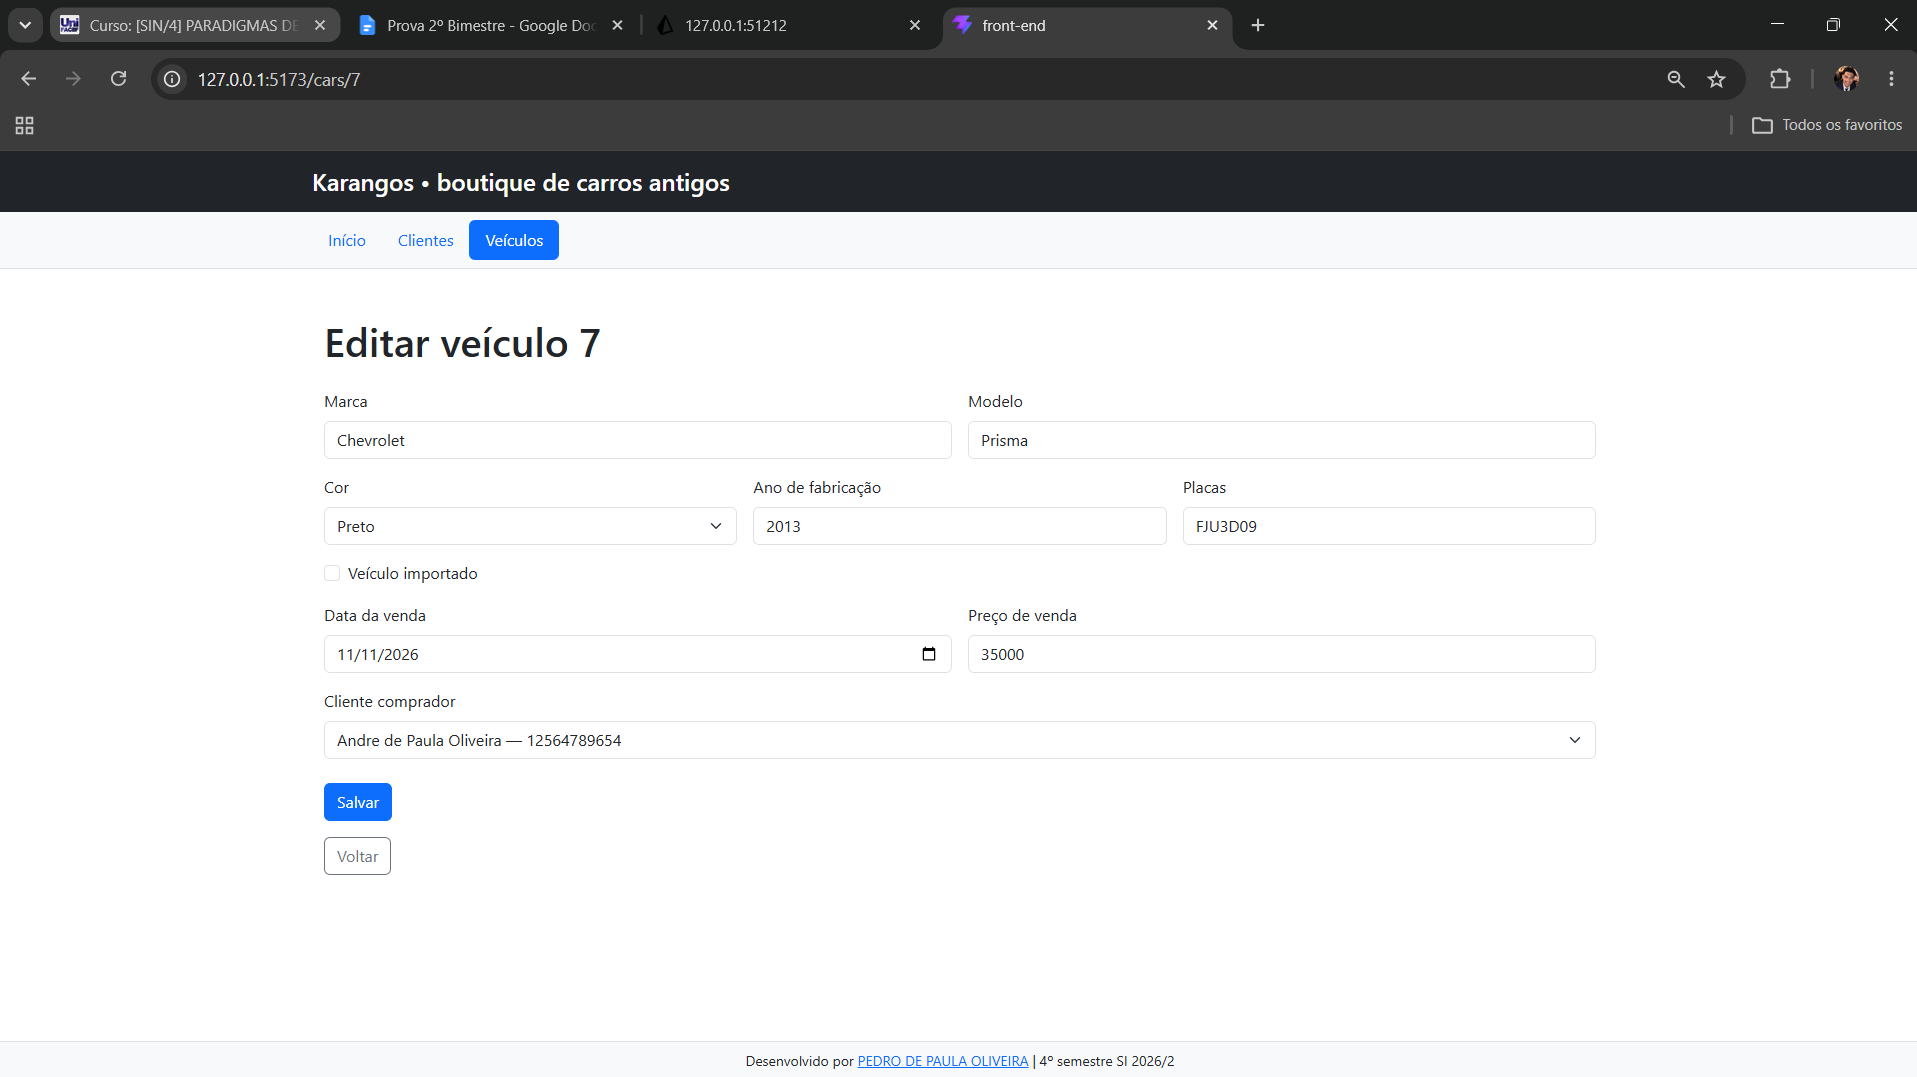 Curso: [SIN/4] PARADIGMAS DE
Prova 2º Bimestre - Google Doc
127.0.0.1:51212
front-end
127.0.0.1:5173/cars/7
Todos os favoritos
Karangos • boutique de carros antigos
Início
Clientes
Veículos
Editar veículo 7
Marca
Modelo
Chevrolet
Prisma
Cor
Ano de fabricação
Placas
Preto
2013
FJU3D09
Veículo importado
Data da venda
Preço de venda
11/11/2026
35000
Cliente comprador
Andre de Paula Oliveira — 12564789654
Salvar
Voltar
Desenvolvido por PEDRO DE PAULA OLIVEIRA | 4º semestre SI 2026/2